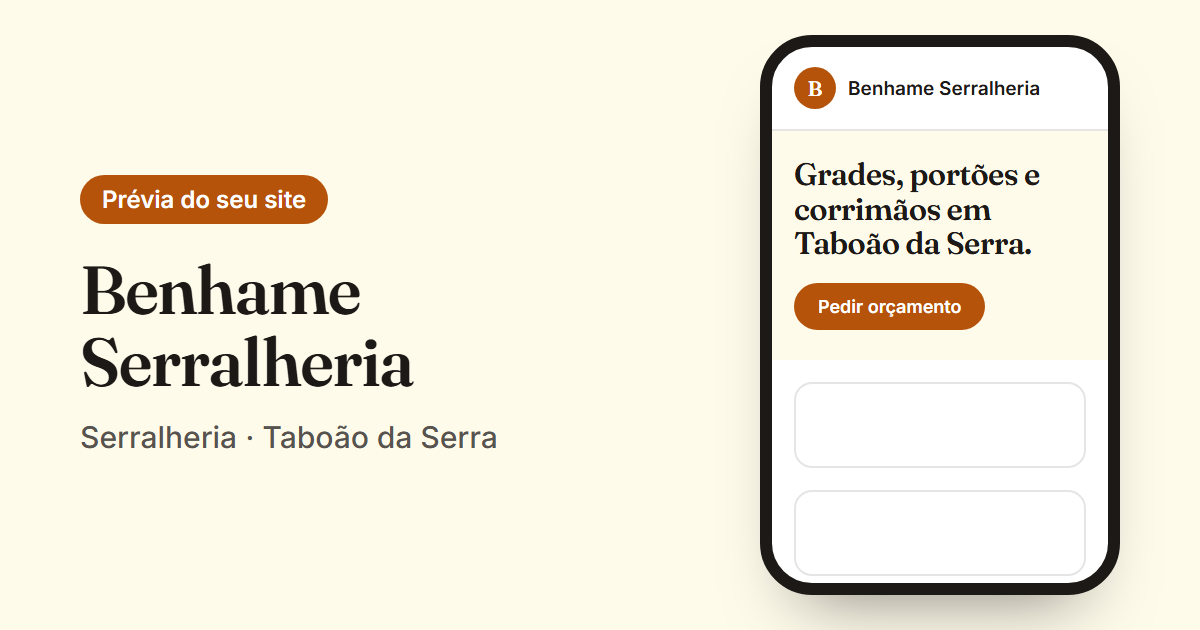 Prévia do seu site
Benhame
Serralheria
Serralheria · Taboão da Serra
B
Benhame Serralheria
Grades, portões e
corrimãos em
Taboão da Serra.
Pedir orçamento